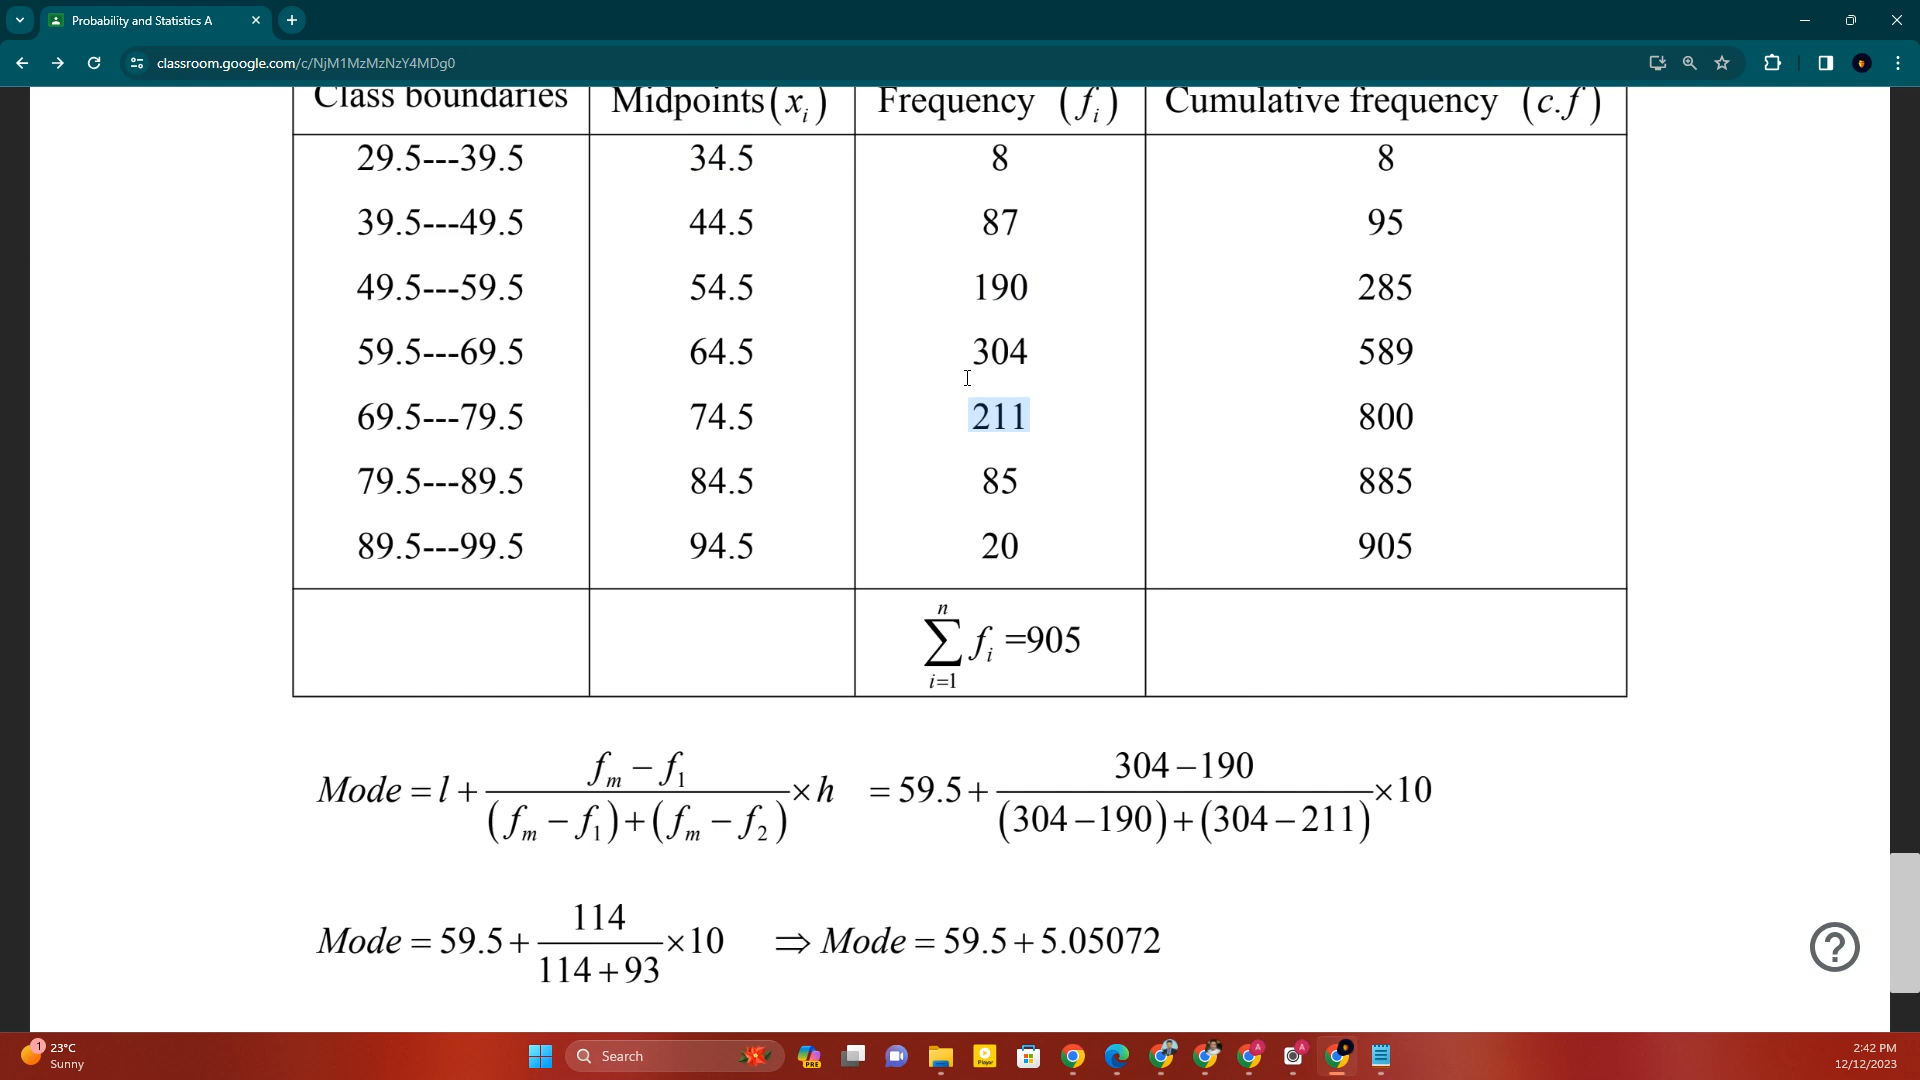 Probability and Statistics A
classroom.google.com/c/NjM1MzMzNzY4MDg0
Class boundaries Midpoints (x_i) Frequency (f_i) Cumulative frequency (c.f)
29.5---39.5 34.5 8 8
39.5---49.5 44.5 87 95
49.5---59.5 54.5 190 285
59.5---69.5 64.5 304 589
69.5---79.5 74.5 211 800
79.5---89.5 84.5 85 885
89.5---99.5 94.5 20 905
∑_{i=1}^{n} f_i =905
Mode = l + (f_m − f_1) / ((f_m − f_1) + (f_m − f_2)) × h = 59.5 + (304 − 190) / ((304 − 190) + (304 − 211)) × 10
Mode = 59.5 + 114 / (114 + 93) × 10 ⇒ Mode = 59.5 + 5.05072
1 23°C
Sunny
Search
PRE
Player
2:42 PM
12/12/2023